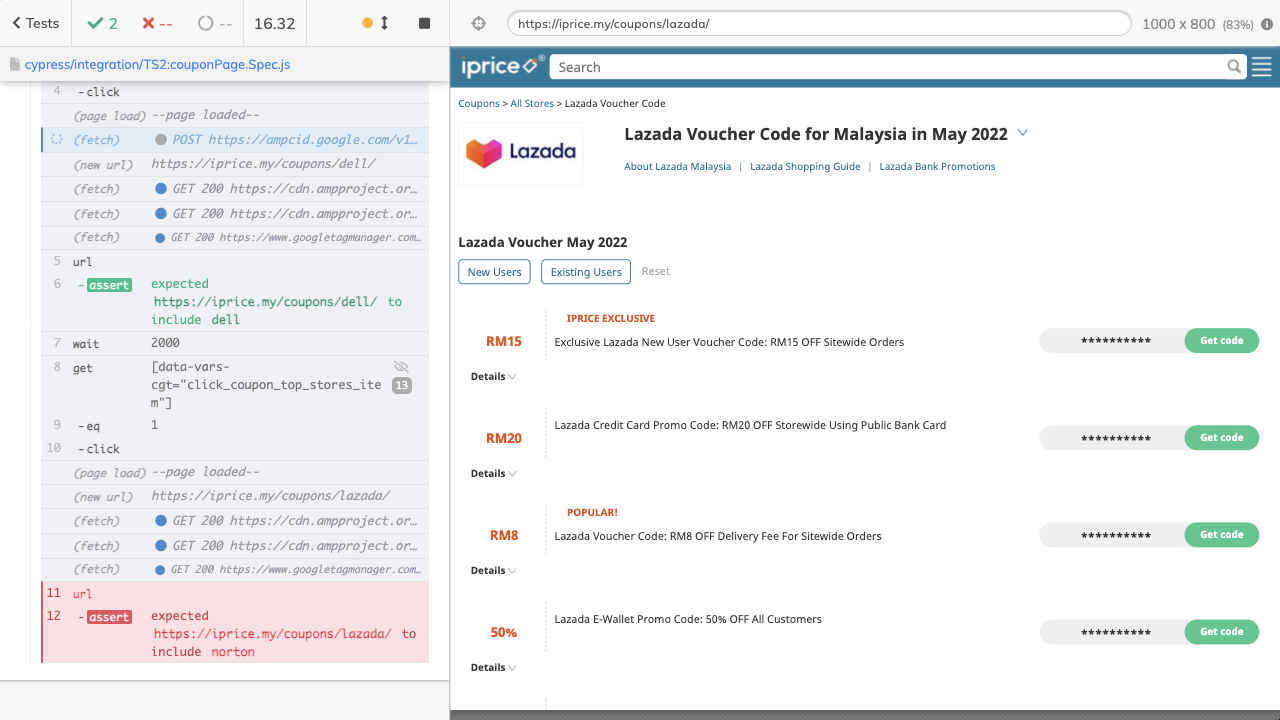 Tests
2
--
--
16.32
https://iprice.my/coupons/lazada/
1000 x 800 (83%)
cypress/integration/TS2:couponPage.Spec.js
4 -click
(page load) --page loaded--
(fetch) POST https://ampcid.google.com/v1…
(new url) https://iprice.my/coupons/dell/
(fetch) GET 200 https://cdn.ampproject.or…
(fetch) GET 200 https://cdn.ampproject.or…
(fetch) GET 200 https://www.googletagmanager.com…
5 url
6 -assert expected
https://iprice.my/coupons/dell/ to
include dell
7 wait 2000
8 get [data-vars-
cgt="click_coupon_top_stores_ite 13
m"]
9 -eq 1
10 -click
(page load) --page loaded--
(new url) https://iprice.my/coupons/lazada/
(fetch) GET 200 https://cdn.ampproject.or…
(fetch) GET 200 https://cdn.ampproject.or…
(fetch) GET 200 https://www.googletagmanager.com…
11 url
12 -assert expected
https://iprice.my/coupons/lazada/ to
include norton
iprice® Search
Coupons > All Stores > Lazada Voucher Code
Lazada
Lazada Voucher Code for Malaysia in May 2022
About Lazada Malaysia | Lazada Shopping Guide | Lazada Bank Promotions
Lazada Voucher May 2022
New Users Existing Users Reset
IPRICE EXCLUSIVE
RM15 Exclusive Lazada New User Voucher Code: RM15 OFF Sitewide Orders ********** Get code
Details
Lazada Credit Card Promo Code: RM20 OFF Storewide Using Public Bank Card
RM20 ********** Get code
Details
POPULAR!
RM8 Lazada Voucher Code: RM8 OFF Delivery Fee For Sitewide Orders ********** Get code
Details
Lazada E-Wallet Promo Code: 50% OFF All Customers
50% ********** Get code
Details